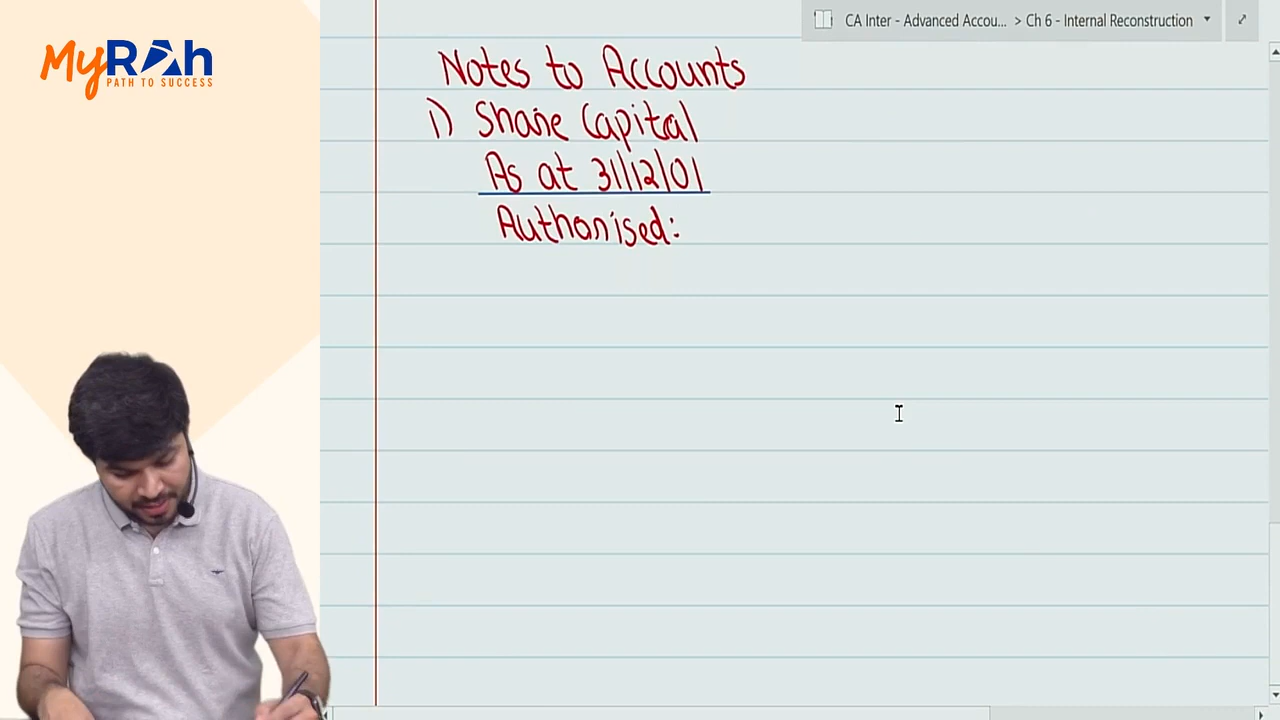 MyRAh
PATH TO SUCCESS
CA Inter - Advanced Accou... > Ch 6 - Internal Reconstruction
Notes to Accounts
1) Share Capital
As at 31/12/01
Authorised: